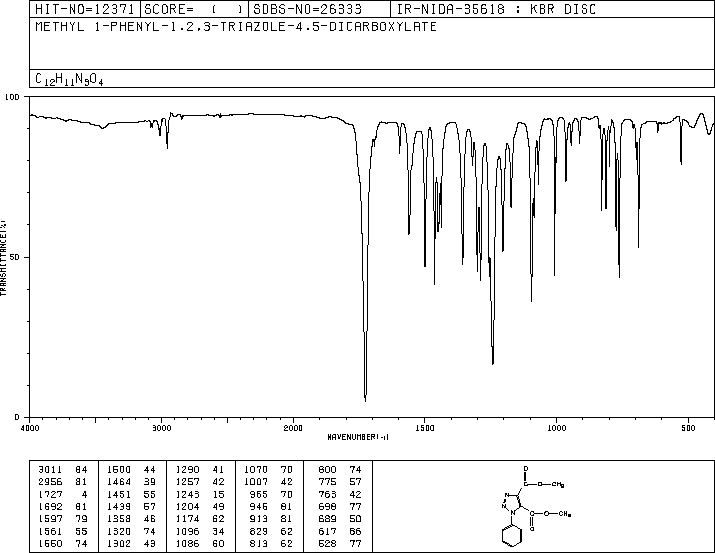 HIT-NO=12371 SCORE= ( ) SDBS-NO=26333 IR-NIDA-35618 : KBR DISC
METHYL 1-PHENYL-1,2,3-TRIAZOLE-4,5-DICARBOXYLATE
C12H11N3O4
100
50
0
TRANSMITTANCE(%)
4000 3000 2000 1500 1000 500
WAVENUMBER(-1)
3011 84 1500 44 1290 41 1070 70 800 74
2956 81 1464 39 1257 42 1007 42 775 57
1727 4 1451 55 1243 15 965 70 763 42
1692 81 1439 57 1204 49 945 81 698 77
1597 79 1358 46 1174 62 913 81 689 50
1561 55 1320 74 1096 34 829 62 617 86
1560 74 1302 43 1086 60 813 62 528 77
O
C O CH3
N
N
N C O CH3
O